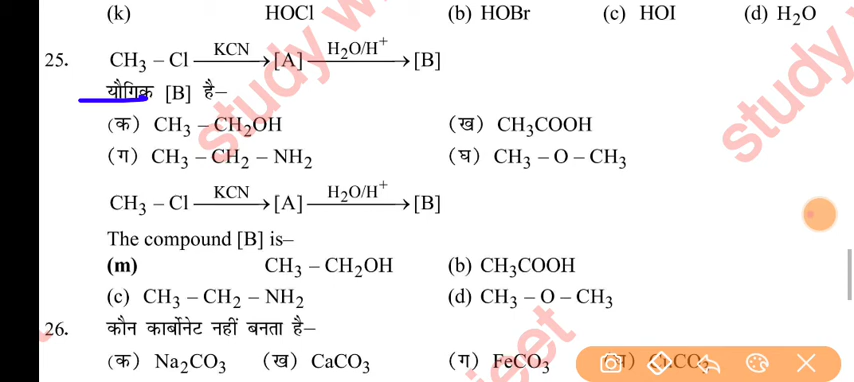 (k) HOCl (b) HOBr (c) HOI (d) H₂O
25. CH₃ – Cl —KCN→ [A] —H₂O/H⁺→ [B]
यौगिक [B] है–
(क) CH₃ – CH₂OH (ख) CH₃COOH
(ग) CH₃ – CH₂ – NH₂ (घ) CH₃ – O – CH₃
CH₃ – Cl —KCN→ [A] —H₂O/H⁺→ [B]
The compound [B] is–
(m) CH₃ – CH₂OH (b) CH₃COOH
(c) CH₃ – CH₂ – NH₂ (d) CH₃ – O – CH₃
26. कौन कार्बोनेट नहीं बनता है–
(क) Na₂CO₃ (ख) CaCO₃ (ग) FeCO₃
study
study